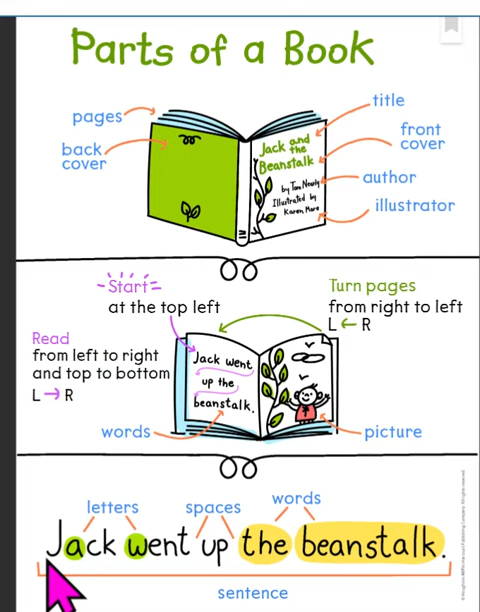 Parts of a Book
pages
back
cover
title
front
cover
author
illustrator
Jack and
the
Beanstalk
by Tom Newly
Illustrated by
Karen Mora
Start
at the top left
Turn pages
from right to left
L ← R
Read
from left to right
and top to bottom
L → R
Jack went
up the
beanstalk.
words
picture
letters
spaces
words
Jack went up the beanstalk.
sentence